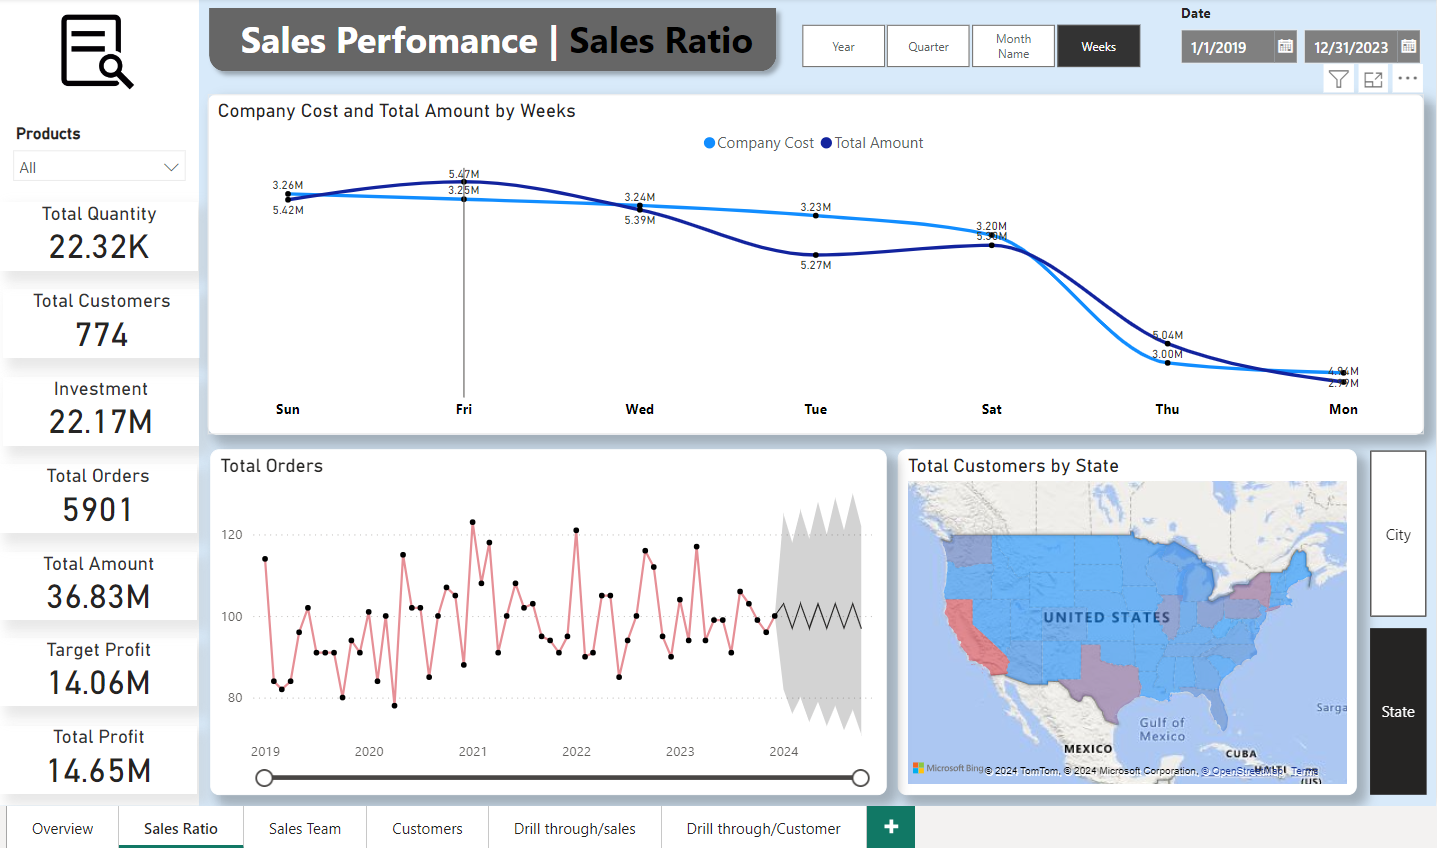 Sales Perfomance | Sales Ratio
Year
Quarter
Month
Name
Weeks
Date
1/1/2019
12/31/2023
Products
All
Total Quantity
22.32K
Total Customers
774
Investment
22.17M
Total Orders
5901
Total Amount
36.83M
Target Profit
14.06M
Total Profit
14.65M
Company Cost and Total Amount by Weeks
Company Cost Total Amount
3.26M
5.42M
5.47M
3.25M
3.24M
5.39M
3.23M
5.27M
3.20M
5.04M
3.00M
Sun Fri Wed Tue Sat Thu Mon
Total Orders
120
100
80
2019 2020 2021 2022 2023 2024
Total Customers by State
UNITED STATES
Gulf of
Mexico
MEXICO
CUBA
Sarga
Microsoft Bing
© 2024 TomTom, © 2024 Microsoft Corporation, © OpenStreetMap Terms
(US)
City
State
Overview Sales Ratio Sales Team Customers Drill through/sales Drill through/Customer +